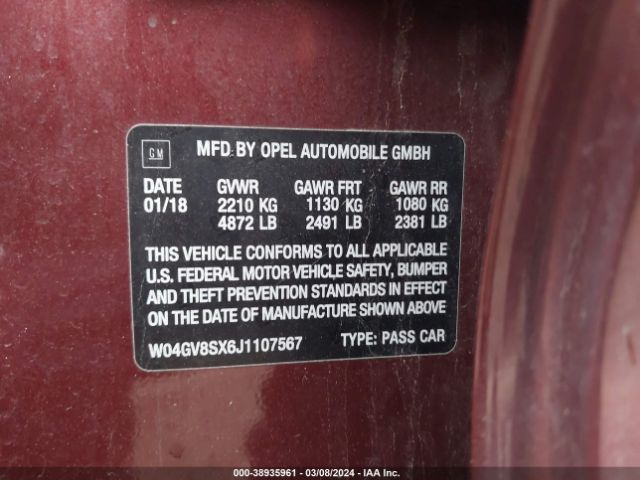 GM
MFD. BY OPEL AUTOMOBILE GMBH
DATE GVWR GAWR FRT GAWR RR
01/18 2210 KG 1130 KG 1080 KG
4872 LB 2491 LB 2381 LB
THIS VEHICLE CONFORMS TO ALL APPLICABLE
U.S. FEDERAL MOTOR VEHICLE SAFETY, BUMPER
AND THEFT PREVENTION STANDARDS IN EFFECT
ON THE DATE OF MANUFACTURE SHOWN ABOVE
W04GV8SX6J1107567 TYPE: PASS CAR
000-38935961 - 03/08/2024 - IAA Inc.